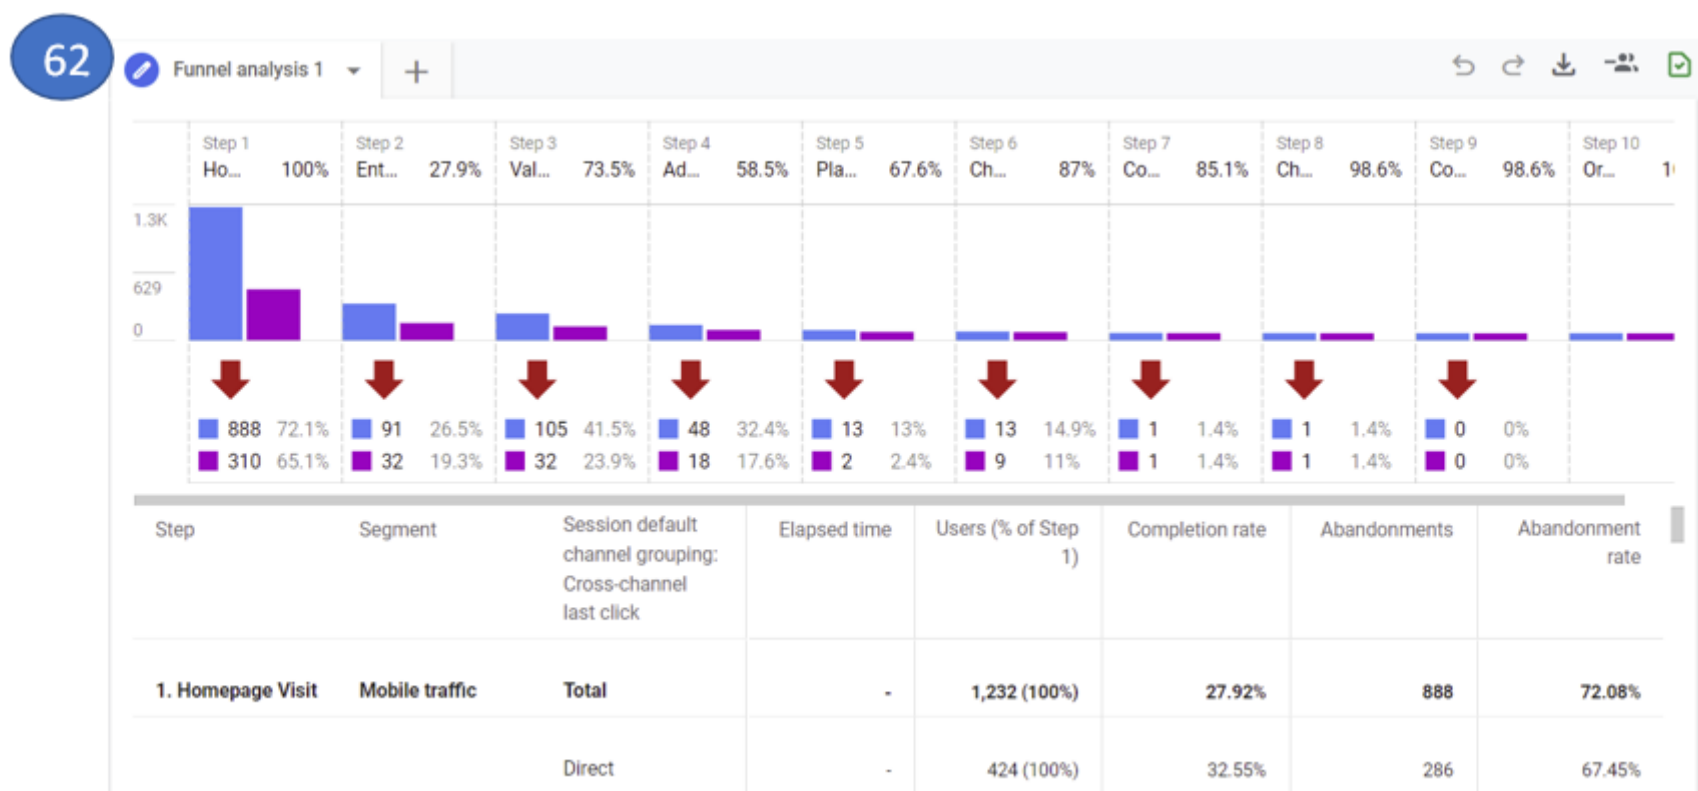 62
Funnel analysis 1
Step 1 Step 2 Step 3 Step 4 Step 5 Step 6 Step 7 Step 8 Step 9 Step 10
Ho... 100% Ent... 27.9% Val... 73.5% Ad... 58.5% Pla... 67.6% Ch... 87% Co... 85.1% Ch... 98.6% Co... 98.6% Or...
1.3K
629
0
888 72.1% 91 26.5% 105 41.5% 48 32.4% 13 13% 13 14.9% 1 1.4% 1 1.4% 0 0%
310 65.1% 32 19.3% 32 23.9% 18 17.6% 2 2.4% 9 11% 1 1.4% 1 1.4% 0 0%
Step
Segment
Session default
channel grouping:
Cross-channel
last click
Elapsed time
Users (% of Step
1)
Completion rate
Abandonments
Abandonment
rate
1. Homepage Visit Mobile traffic Total - 1,232 (100%) 27.92% 888 72.08%
Direct - 424 (100%) 32.55% 286 67.45%